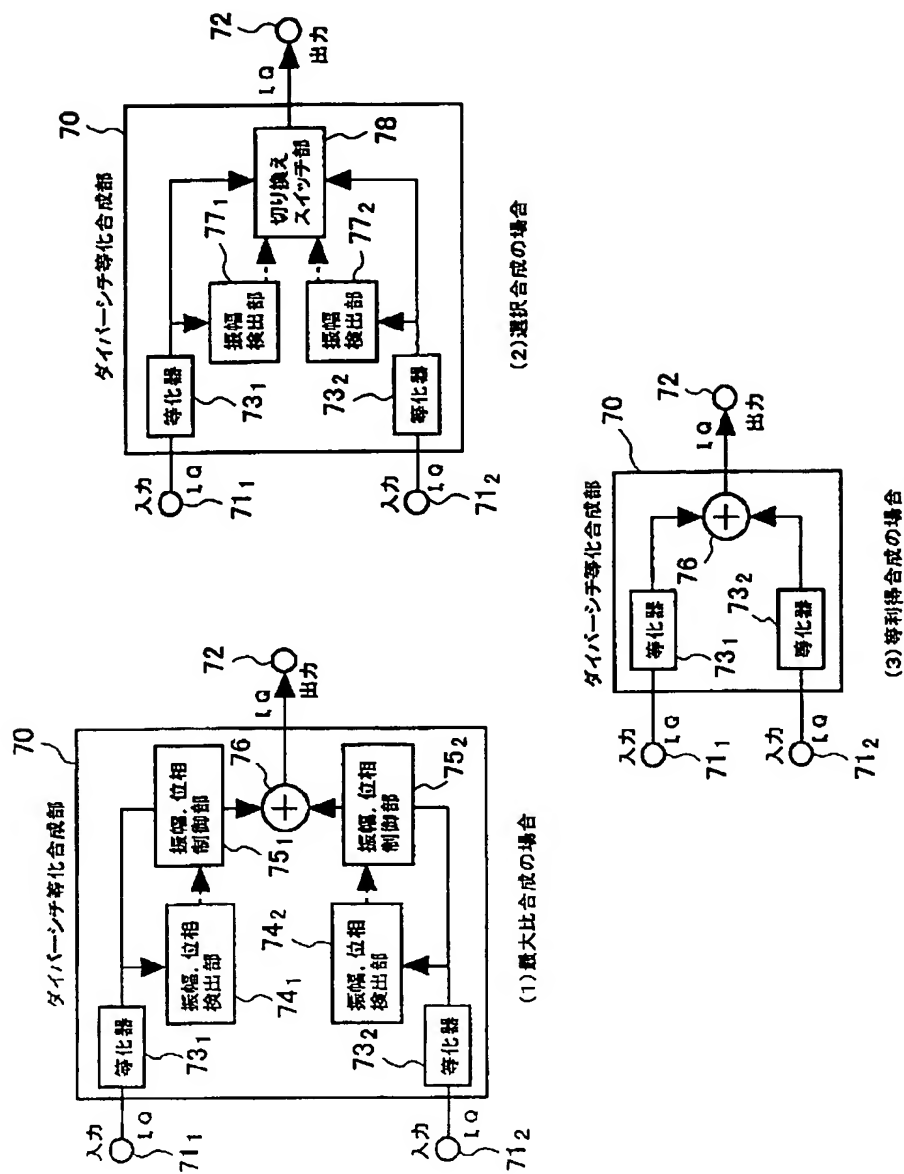 ダイバーシチ等化合成部
70
入力
I, Q
71₁
等化器
73₁
振幅, 位相
検出部
74₁
振幅, 位相
制御部
75₁
76
I, Q
72
出力
振幅, 位相
検出部
74₂
振幅, 位相
制御部
75₂
入力
I, Q
71₂
等化器
73₂
(1)最大比合成の場合
ダイバーシチ等化合成部
70
入力
I, Q
71₁
等化器
73₁
振幅
検出部
77₁
切り換え
スイッチ部
78
I, Q
72
出力
振幅
検出部
77₂
入力
I, Q
71₂
等化器
73₂
(2)選択合成の場合
ダイバーシチ等化合成部
70
入力
I, Q
71₁
等化器
73₁
76
I, Q
72
出力
入力
I, Q
71₂
等化器
73₂
(3)等利得合成の場合